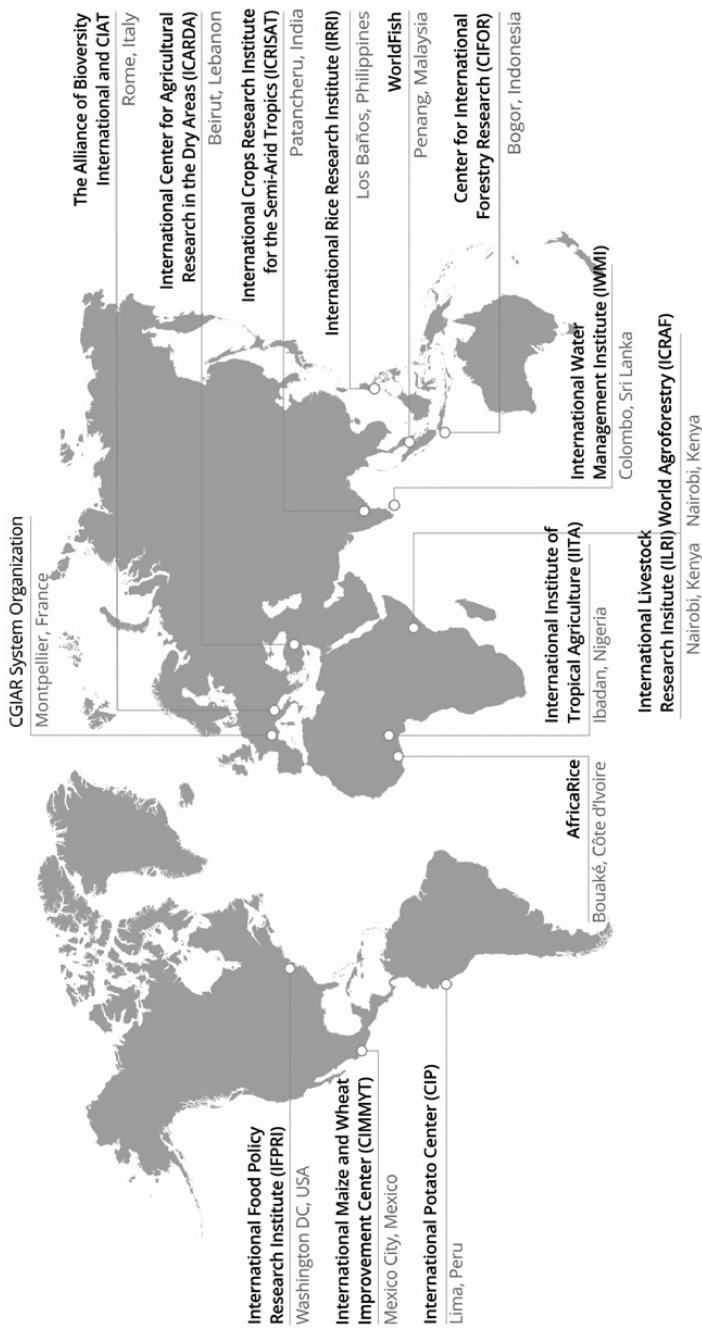 CGIAR System Organization
Montpellier, France
The Alliance of Bioversity
International and CIAT
Rome, Italy
International Center for Agricultural
Research in the Dry Areas (ICARDA)
Beirut, Lebanon
International Crops Research Institute
for the Semi-Arid Tropics (ICRISAT)
Patancheru, India
International Rice Research Institute (IRRI)
Los Baños, Philippines
WorldFish
Penang, Malaysia
Center for International
Forestry Research (CIFOR)
Bogor, Indonesia
International Food Policy
Research Institute (IFPRI)
Washington DC, USA
International Maize and Wheat
Improvement Center (CIMMYT)
Mexico City, Mexico
International Potato Center (CIP)
Lima, Peru
AfricaRice
Bouaké, Côte d'Ivoire
International Institute of
Tropical Agriculture (IITA)
Ibadan, Nigeria
International Water
Management Institute (IWMI)
Colombo, Sri Lanka
International Livestock
Research Insitute (ILRI)
Nairobi, Kenya
World Agroforestry (ICRAF)
Nairobi, Kenya